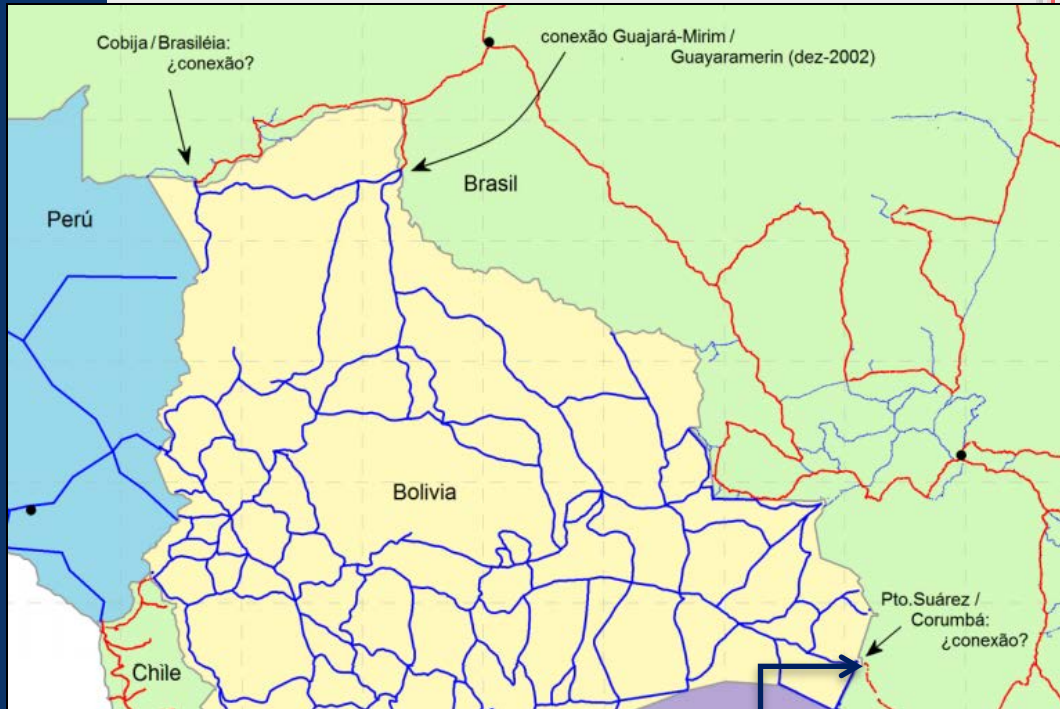 Cobija / Brasiléia:
¿conexão?
conexão Guajará-Mirim /
Guayaramerin (dez-2002)
Brasil
Perú
Bolivia
Pto.Suárez /
Corumbá:
¿conexão?
Chile